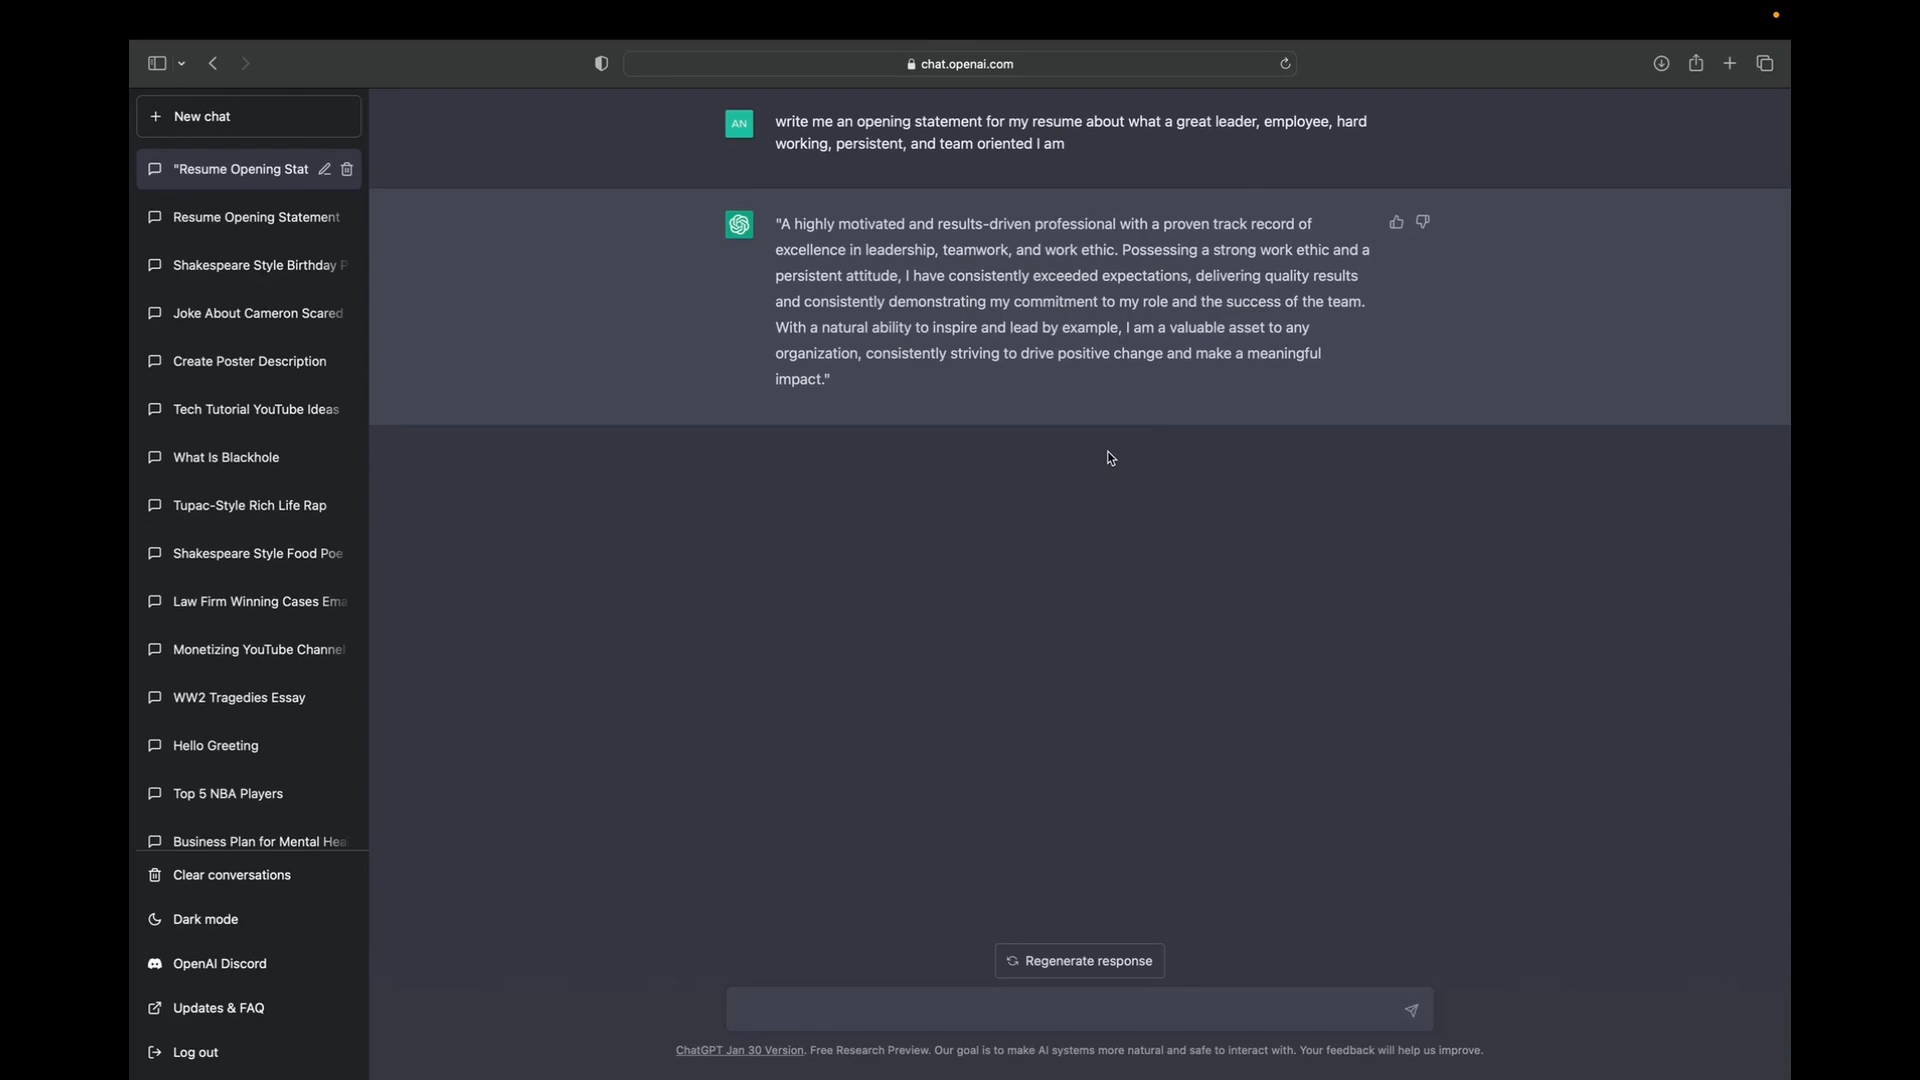 chat.openai.com
New chat
"Resume Opening Stat
Resume Opening Statement
Shakespeare Style Birthday P
Joke About Cameron Scared
Create Poster Description
Tech Tutorial YouTube Ideas
What Is Blackhole
Tupac-Style Rich Life Rap
Shakespeare Style Food Poe
Law Firm Winning Cases Ema
Monetizing YouTube Channel
WW2 Tragedies Essay
Hello Greeting
Top 5 NBA Players
Business Plan for Mental Hea
Clear conversations
Dark mode
OpenAI Discord
Updates & FAQ
Log out
AN
write me an opening statement for my resume about what a great leader, employee, hard
working, persistent, and team oriented I am
"A highly motivated and results-driven professional with a proven track record of
excellence in leadership, teamwork, and work ethic. Possessing a strong work ethic and a
persistent attitude, I have consistently exceeded expectations, delivering quality results
and consistently demonstrating my commitment to my role and the success of the team.
With a natural ability to inspire and lead by example, I am a valuable asset to any
organization, consistently striving to drive positive change and make a meaningful
impact."
Regenerate response
ChatGPT Jan 30 Version. Free Research Preview. Our goal is to make AI systems more natural and safe to interact with. Your feedback will help us improve.